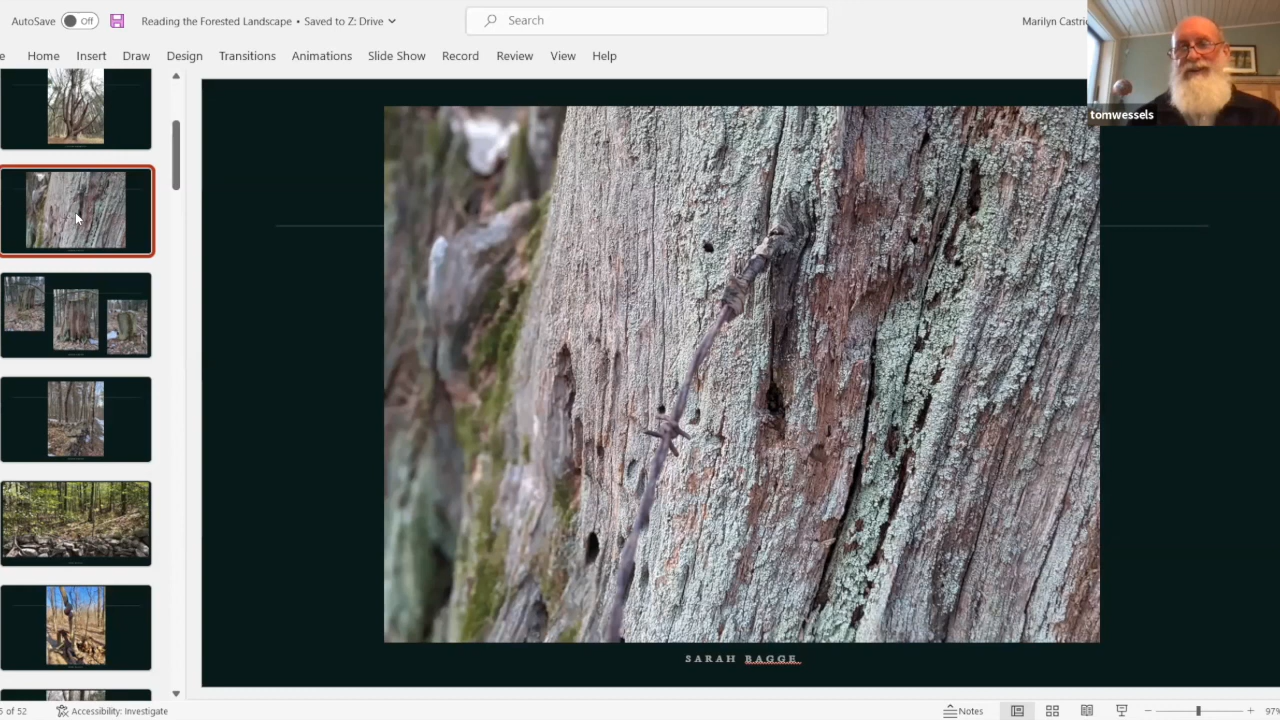 AutoSave Off Reading the Forested Landscape • Saved to Z: Drive Search Marilyn Castri
Home Insert Draw Design Transitions Animations Slide Show Record Review View Help
tomwessels
SARAH BAGGE
of 52 Accessibility: Investigate Notes 97%